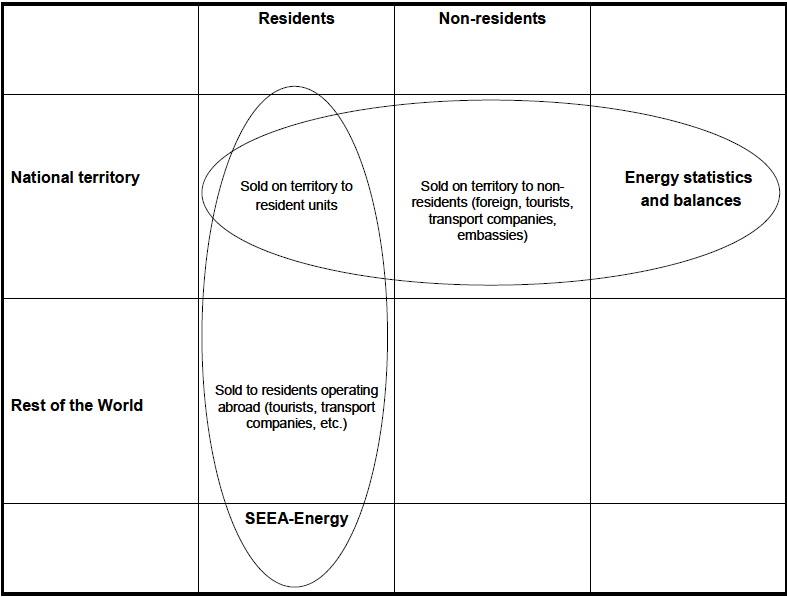 Residents
Non-residents
National territory
Sold on territory to
resident units
Sold on territory to non-
residents (foreign, tourists,
transport companies,
embassies)
Energy statistics
and balances
Rest of the World
Sold to residents operating
abroad (tourists, transport
companies, etc.)
SEEA-Energy